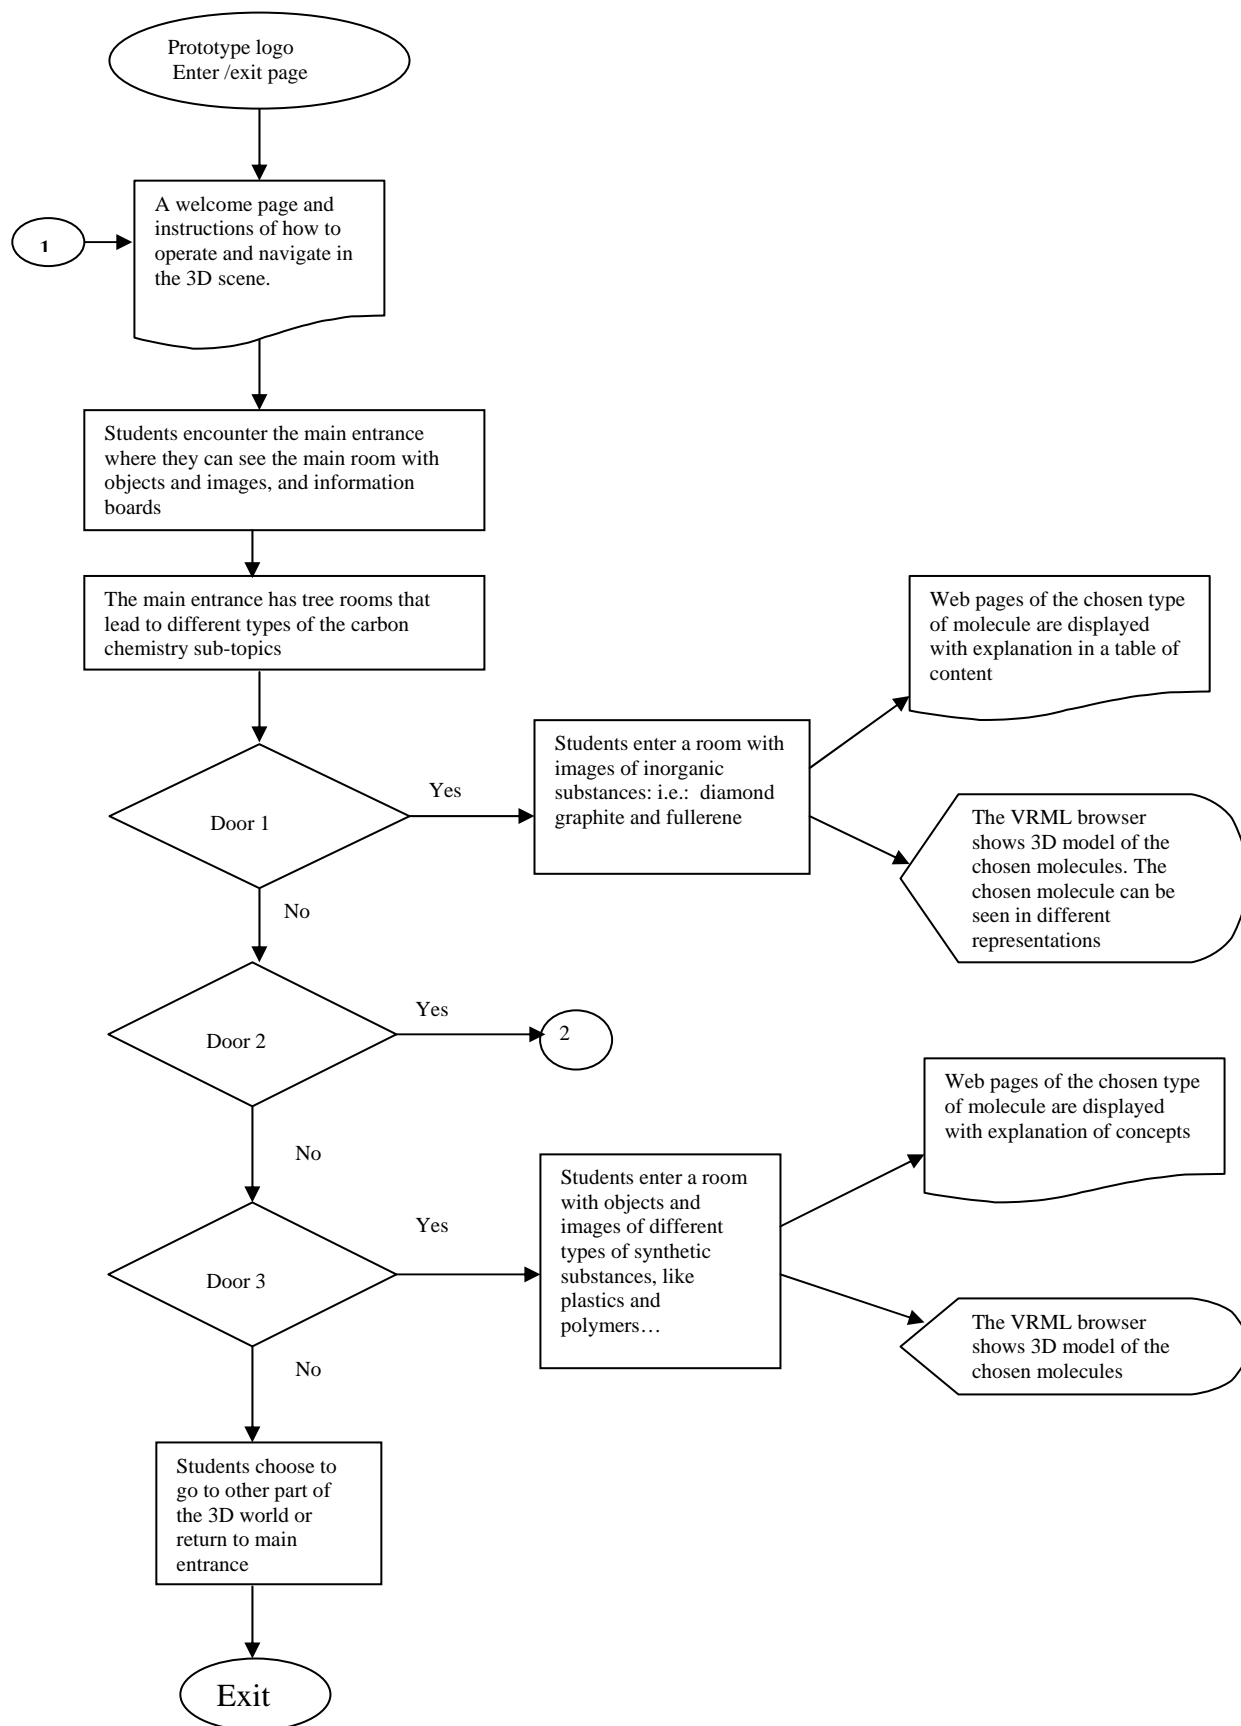 Prototype logo
Enter /exit page
A welcome page and
instructions of how to
operate and navigate in
the 3D scene.
1
Students encounter the main entrance
where they can see the main room with
objects and images, and information
boards
The main entrance has tree rooms that
lead to different types of the carbon
chemistry sub-topics
Web pages of the chosen type
of molecule are displayed
with explanation in a table of
content
Door 1
Yes
Students enter a room with
images of inorganic
substances: i.e.: diamond
graphite and fullerene
The VRML browser
shows 3D model of the
chosen molecules. The
chosen molecule can be
seen in different
representations
No
Door 2
Yes
2
Web pages of the chosen type
of molecule are displayed
with explanation of concepts
No
Door 3
Yes
Students enter a room
with objects and
images of different
types of synthetic
substances, like
plastics and
polymers…
The VRML browser
shows 3D model of the
chosen molecules
No
Students choose to
go to other part of
the 3D world or
return to main
entrance
Exit